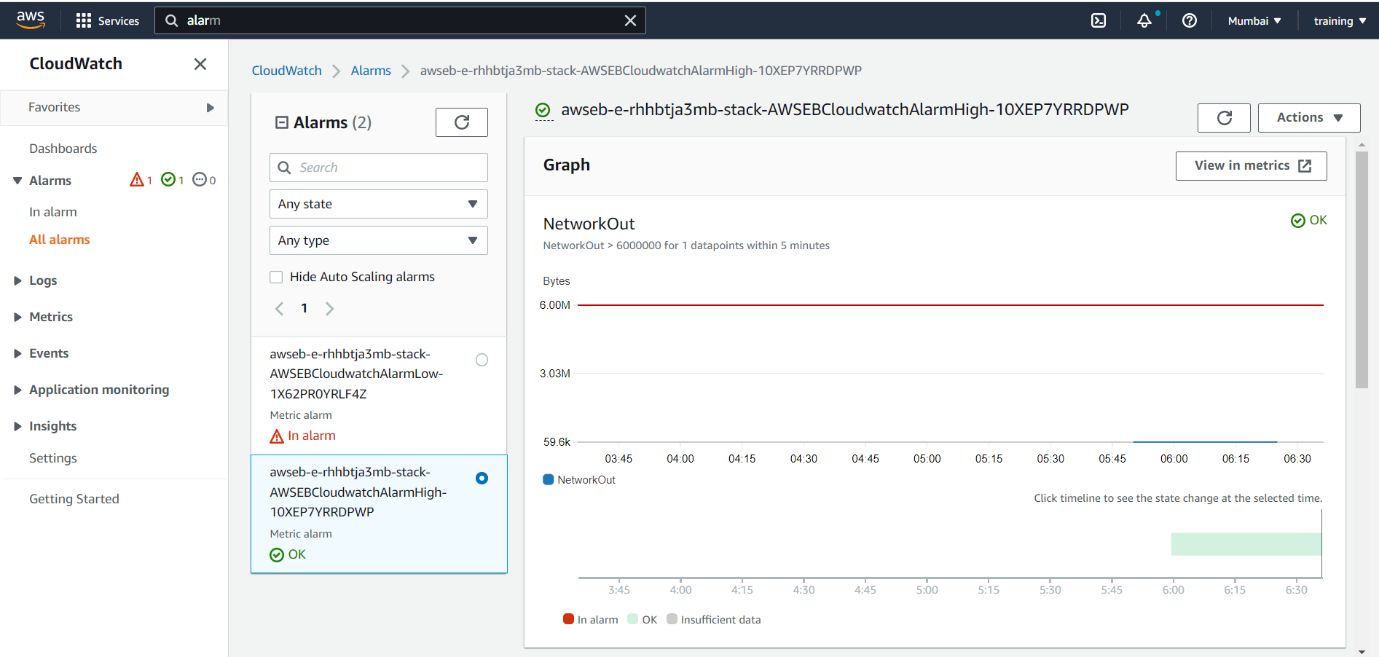 aws
Services
alarm
Mumbai
training
CloudWatch
Favorites
Dashboards
Alarms 1 1 0
In alarm
All alarms
Logs
Metrics
Events
Application monitoring
Insights
Settings
Getting Started
CloudWatch Alarms awseb-e-rhhbtja3mb-stack-AWSEBCloudwatchAlarmHigh-10XEP7YRRDPWP
Alarms (2)
Search
Any state
Any type
Hide Auto Scaling alarms
1
awseb-e-rhhbtja3mb-stack-
AWSEBCloudwatchAlarmLow-
1X62PR0YRLF4Z
Metric alarm
In alarm
awseb-e-rhhbtja3mb-stack-
AWSEBCloudwatchAlarmHigh-
10XEP7YRRDPWP
Metric alarm
OK
awseb-e-rhhbtja3mb-stack-AWSEBCloudwatchAlarmHigh-10XEP7YRRDPWP
Actions
Graph
View in metrics
NetworkOut
OK
NetworkOut > 6000000 for 1 datapoints within 5 minutes
Bytes
6.00M
3.03M
59.6k
03:45 04:00 04:15 04:30 04:45 05:00 05:15 05:30 05:45 06:00 06:15 06:30
NetworkOut
Click timeline to see the state change at the selected time.
3:45 4:00 4:15 4:30 4:45 5:00 5:15 5:30 5:45 6:00 6:15 6:30
In alarm OK Insufficient data